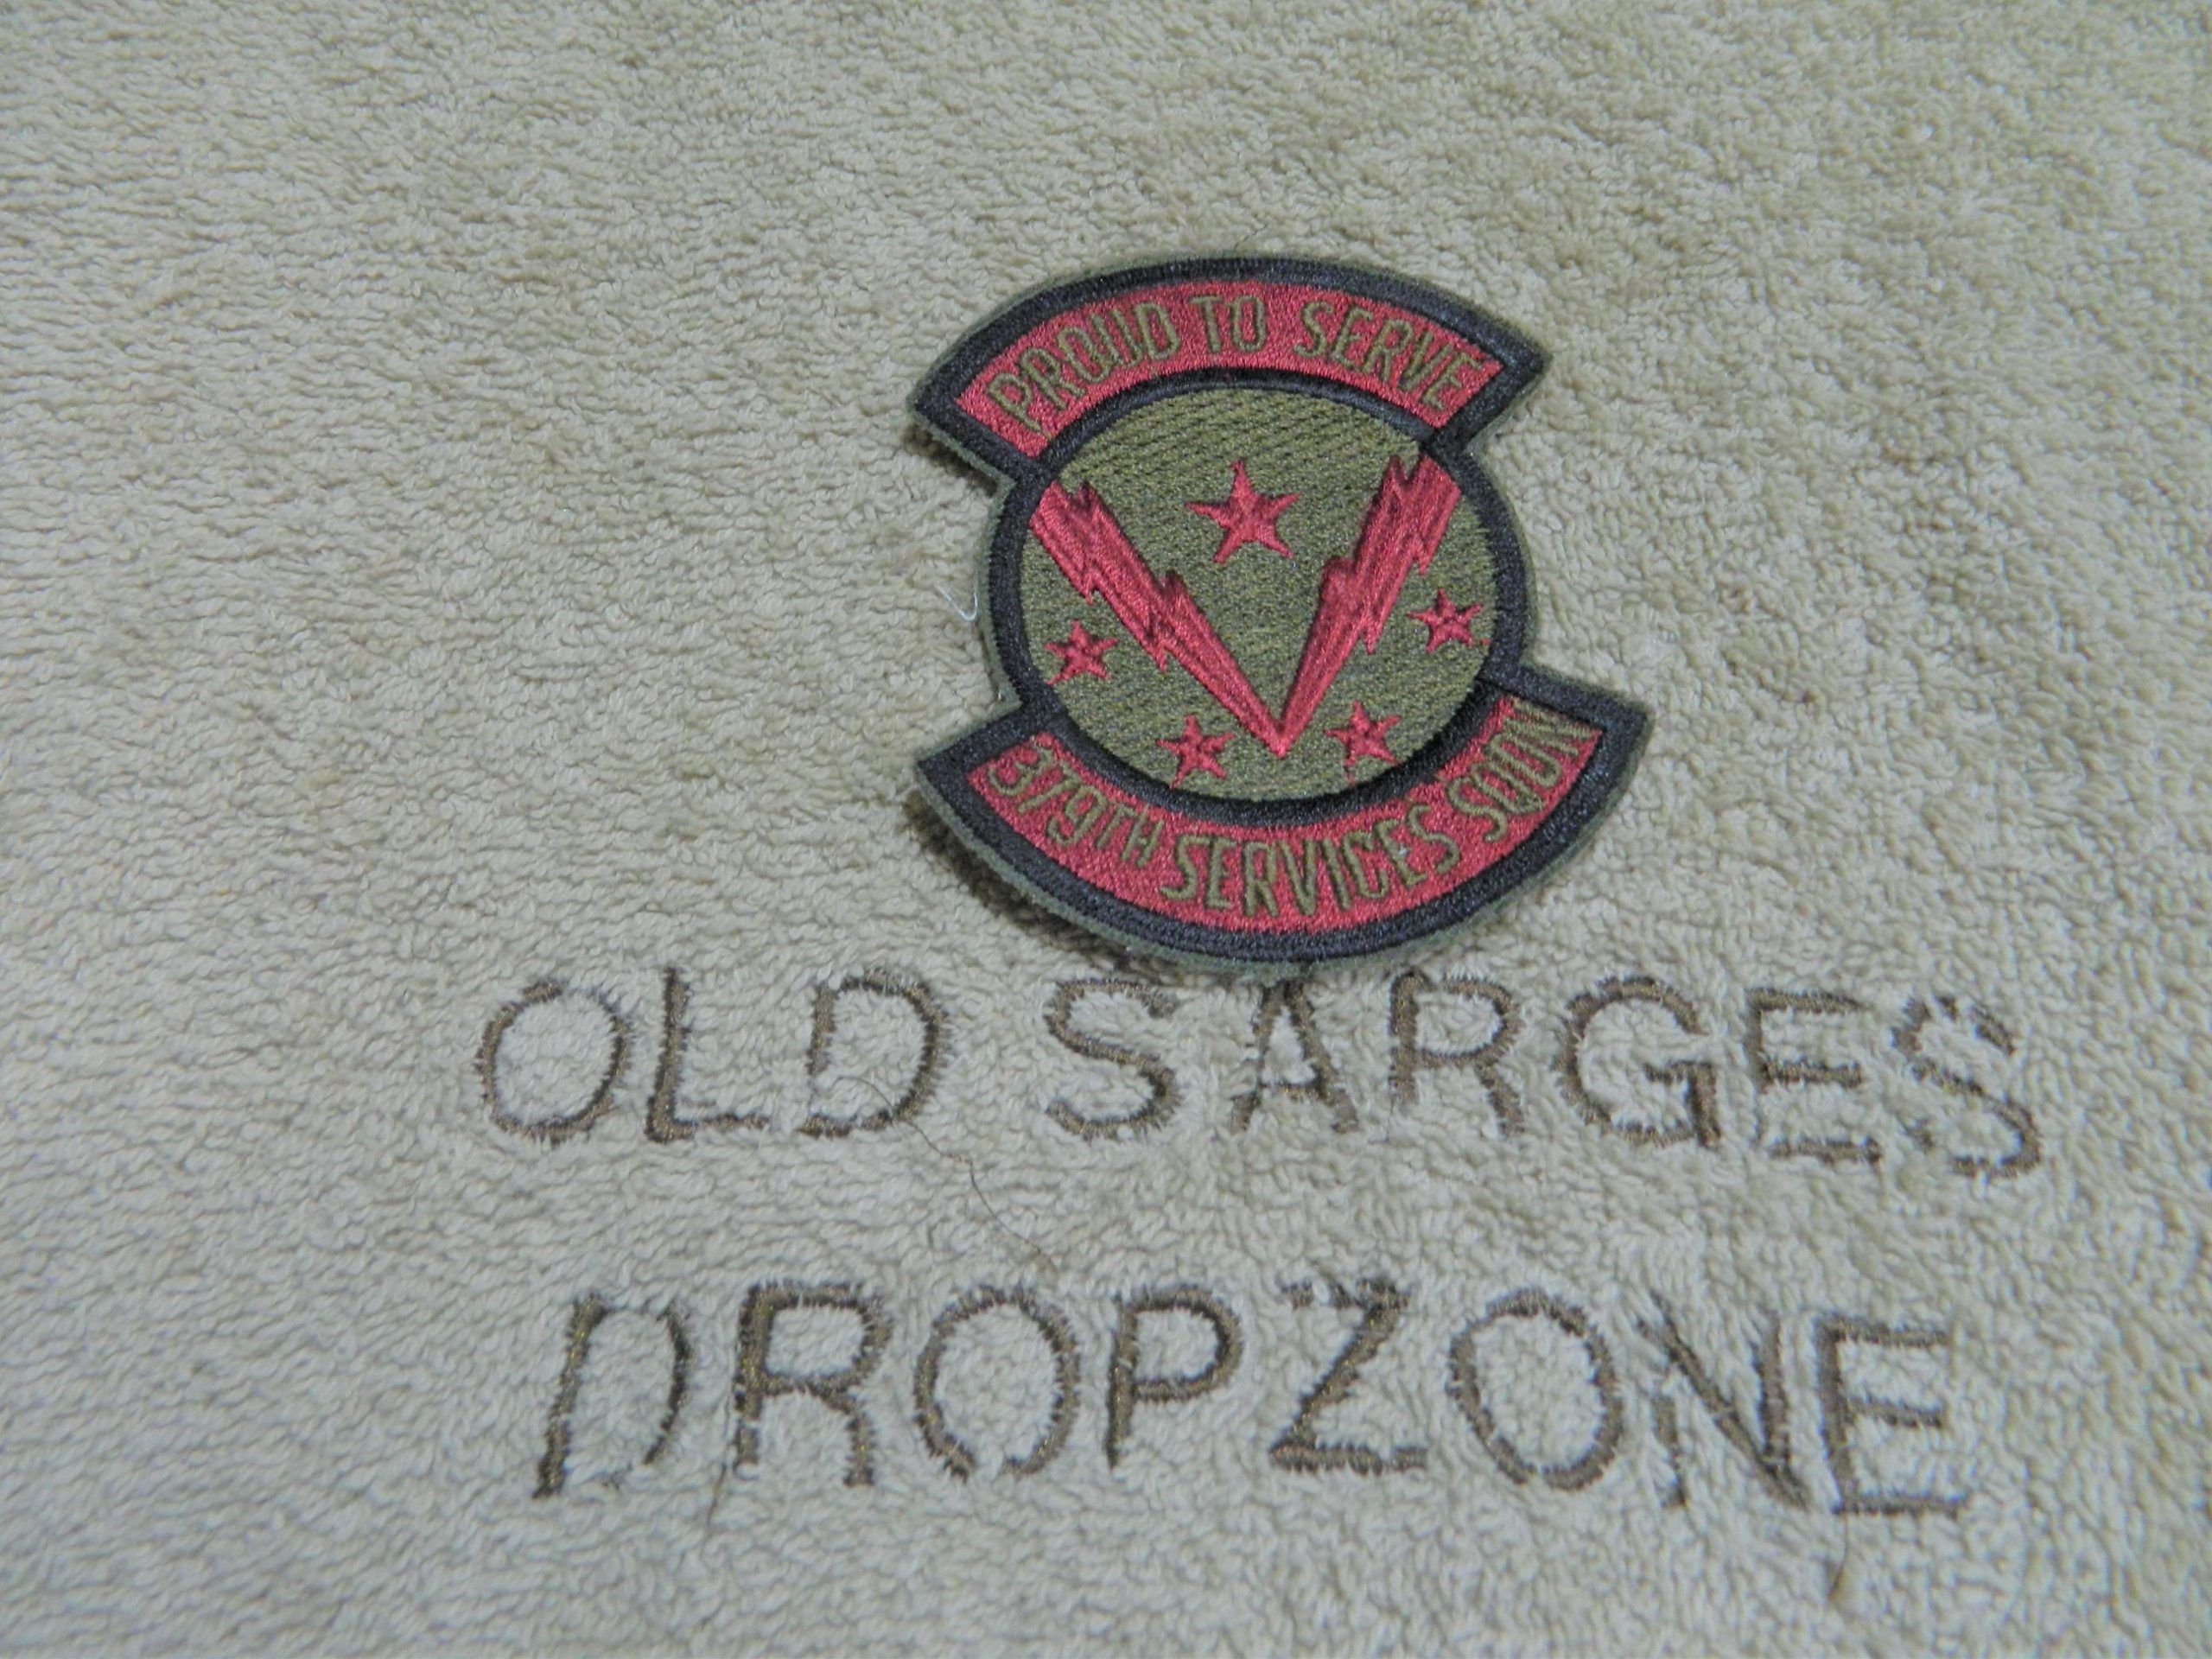 PROUD TO SERVE
379TH SERVICES SQDN
OLD SARGES
DROPZONE